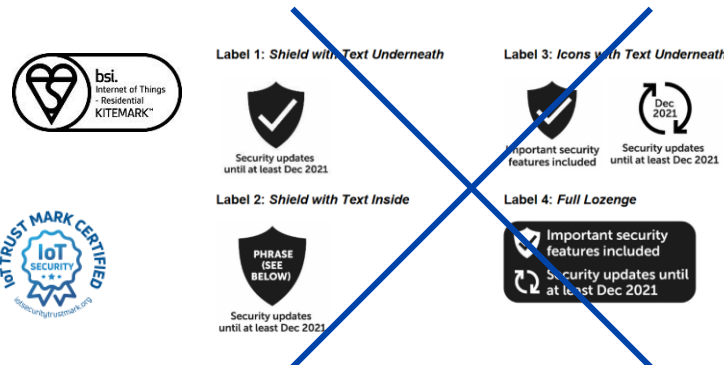 bsi.
Internet of Things
- Residential
KITEMARK™
IoT TRUST MARK CERTIFIED
IoT
SECURITY
iotsecuritytrustmark.org
Label 1: Shield with Text Underneath
Security updates
until at least Dec 2021
Label 2: Shield with Text Inside
PHRASE
(SEE
BELOW)
Security updates
until at least Dec 2021
Label 3: Icons with Text Underneath
Important security
features included
Dec
2021
Security updates
until at least Dec 2021
Label 4: Full Lozenge
Important security
features included
Security updates until
at least Dec 2021